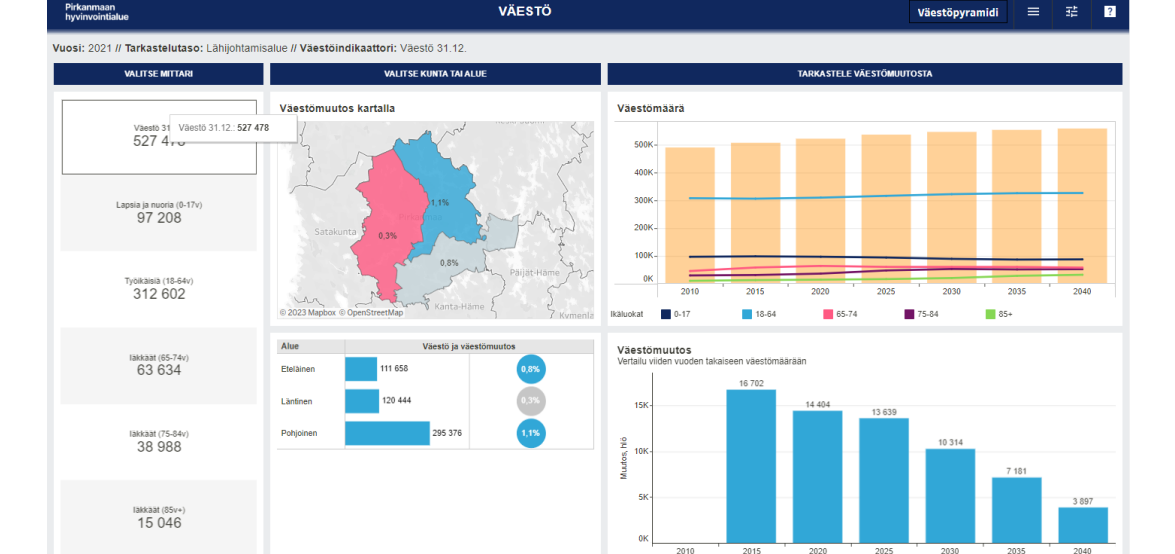 Pirkanmaan
hyvinvointialue
VÄESTÖ
Väestöpyramidi
?
Vuosi: 2021 // Tarkastelutaso: Lähijohtamisalue // Väestöindikaattori: Väestö 31.12.
VALITSE MITTARI
VALITSE KUNTA TAI ALUE
TARKASTELE VÄESTÖMUUTOSTA
Väestö 31
527 478
Väestö 31.12.: 527 478
Lapsia ja nuoria (0-17v)
97 208
Työikäisiä (18-64v)
312 602
Iäkkäät (65-74v)
63 634
Iäkkäät (75-84v)
38 988
Iäkkäät (85v+)
15 046
Väestömuutos kartalla
1,1%
Pirkanmaa
Satakunta
0,3%
0,8%
Päijät-Häme
Kanta-Häme
Kymenla
© 2023 Mapbox © OpenStreetMap
Alue
Väestö ja väestömuutos
Eteläinen
111 658
0,8%
Läntinen
120 444
0,3%
Pohjoinen
295 376
1,1%
Väestömäärä
500K
400K
300K
200K
100K
0K
2010
2015
2020
2025
2030
2035
2040
Ikäluokat
0-17
18-64
65-74
75-84
85+
Väestömuutos
Vertailu viiden vuoden takaiseen väestömäärään
Muutos, hlö
15K
10K
5K
0K
16 702
14 404
13 639
10 314
7 181
3 897
2010
2015
2020
2025
2030
2035
2040